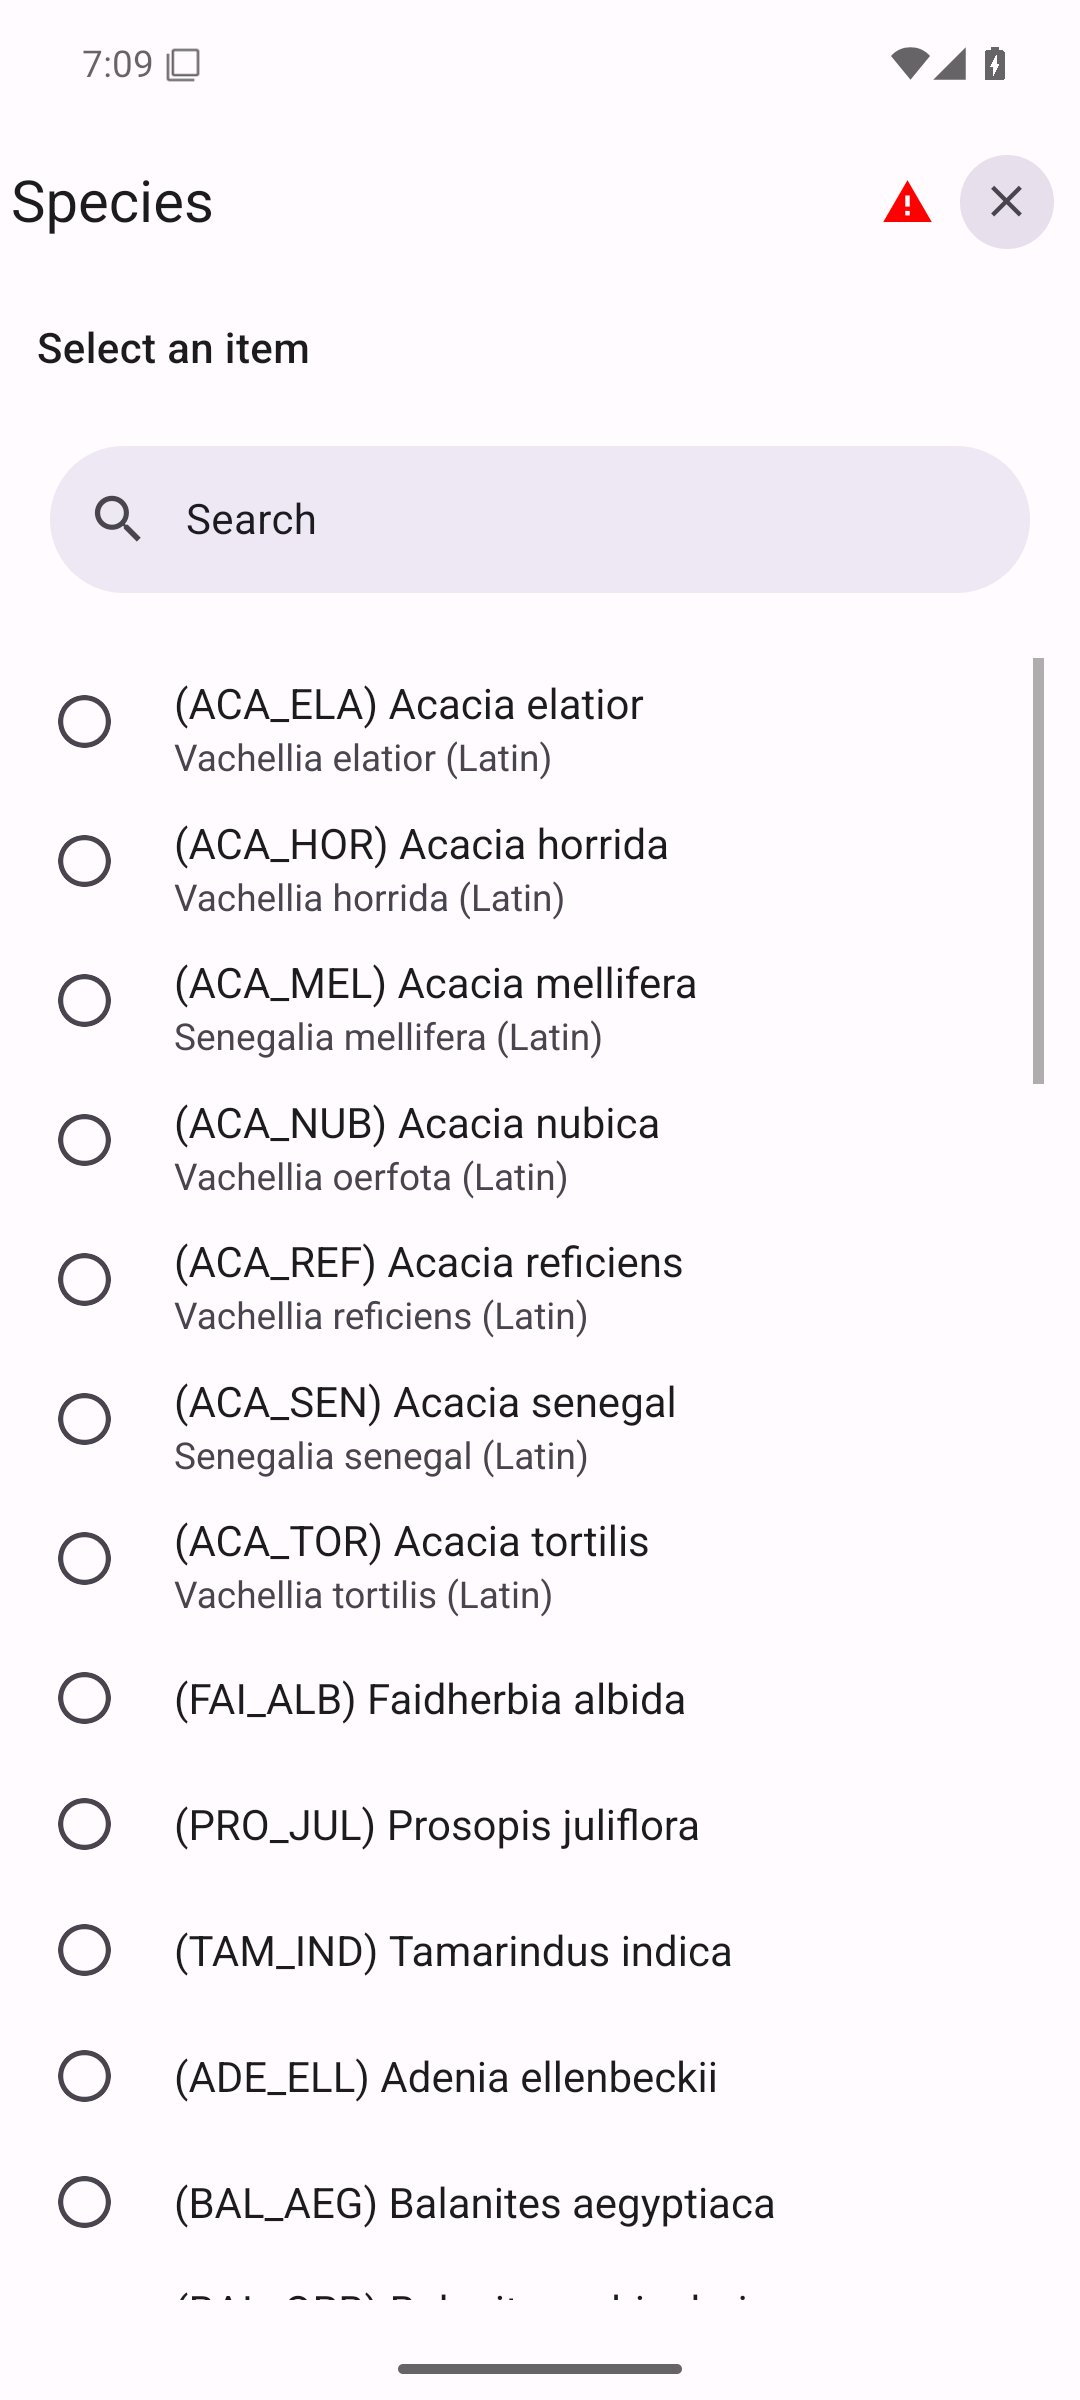 7:09
Species
Select an item
Search
(ACA_ELA) Acacia elatior
Vachellia elatior (Latin)
(ACA_HOR) Acacia horrida
Vachellia horrida (Latin)
(ACA_MEL) Acacia mellifera
Senegalia mellifera (Latin)
(ACA_NUB) Acacia nubica
Vachellia oerfota (Latin)
(ACA_REF) Acacia reficiens
Vachellia reficiens (Latin)
(ACA_SEN) Acacia senegal
Senegalia senegal (Latin)
(ACA_TOR) Acacia tortilis
Vachellia tortilis (Latin)
(FAI_ALB) Faidherbia albida
(PRO_JUL) Prosopis juliflora
(TAM_IND) Tamarindus indica
(ADE_ELL) Adenia ellenbeckii
(BAL_AEG) Balanites aegyptiaca